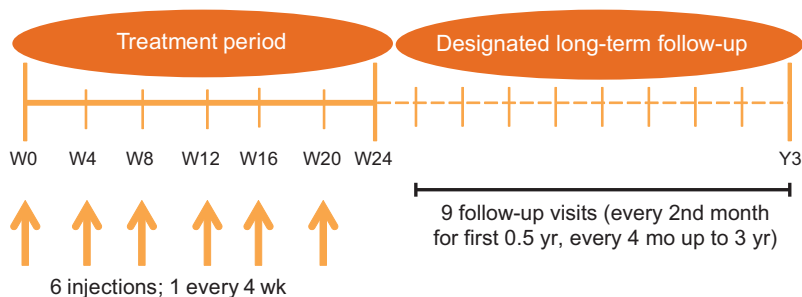 Treatment period
Designated long-term follow-up
W0 W4 W8 W12 W16 W20 W24 Y3
9 follow-up visits (every 2nd month
for first 0.5 yr, every 4 mo up to 3 yr)
6 injections; 1 every 4 wk